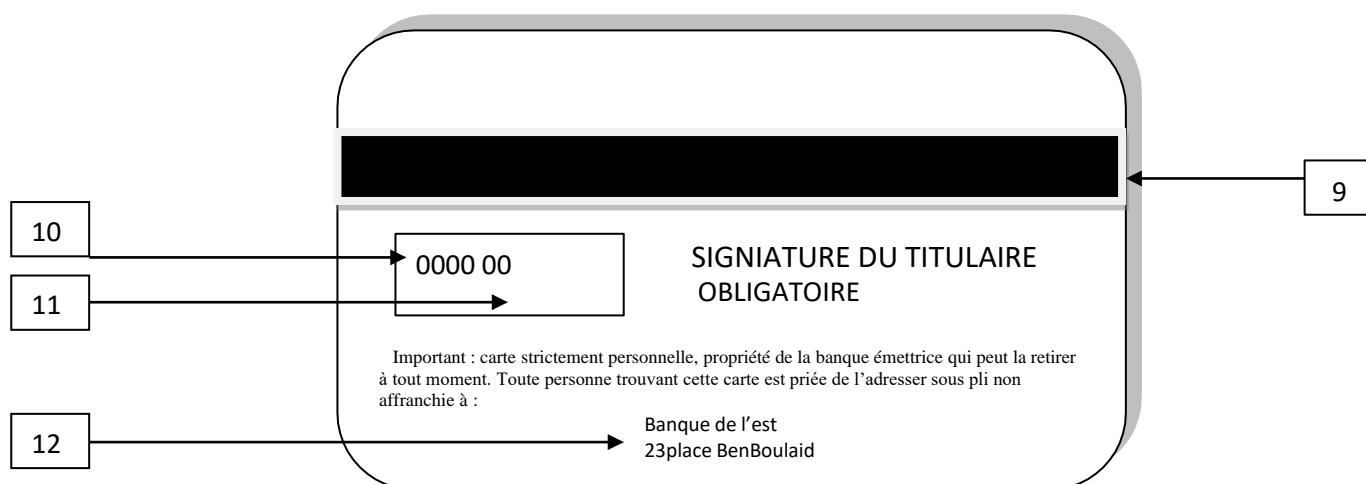 9
10
0000 00
SIGNIATURE DU TITULAIRE
OBLIGATOIRE
11
Important : carte strictement personnelle, propriété de la banque émettrice qui peut la retirer
à tout moment. Toute personne trouvant cette carte est priée de l’adresser sous pli non
affranchie à :
12
Banque de l’est
23place BenBoulaid